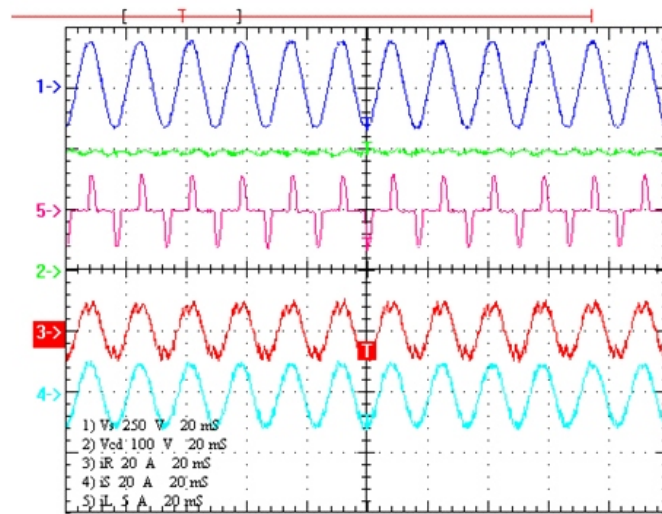 T
1->
5->
2->
3->
T
4->
1) Vs 250 V 20 mS
2) Vcd 100 V 20 mS
3) iR 20 A 20 mS
4) iS 20 A 20 mS
5) iL 5 A 20 mS